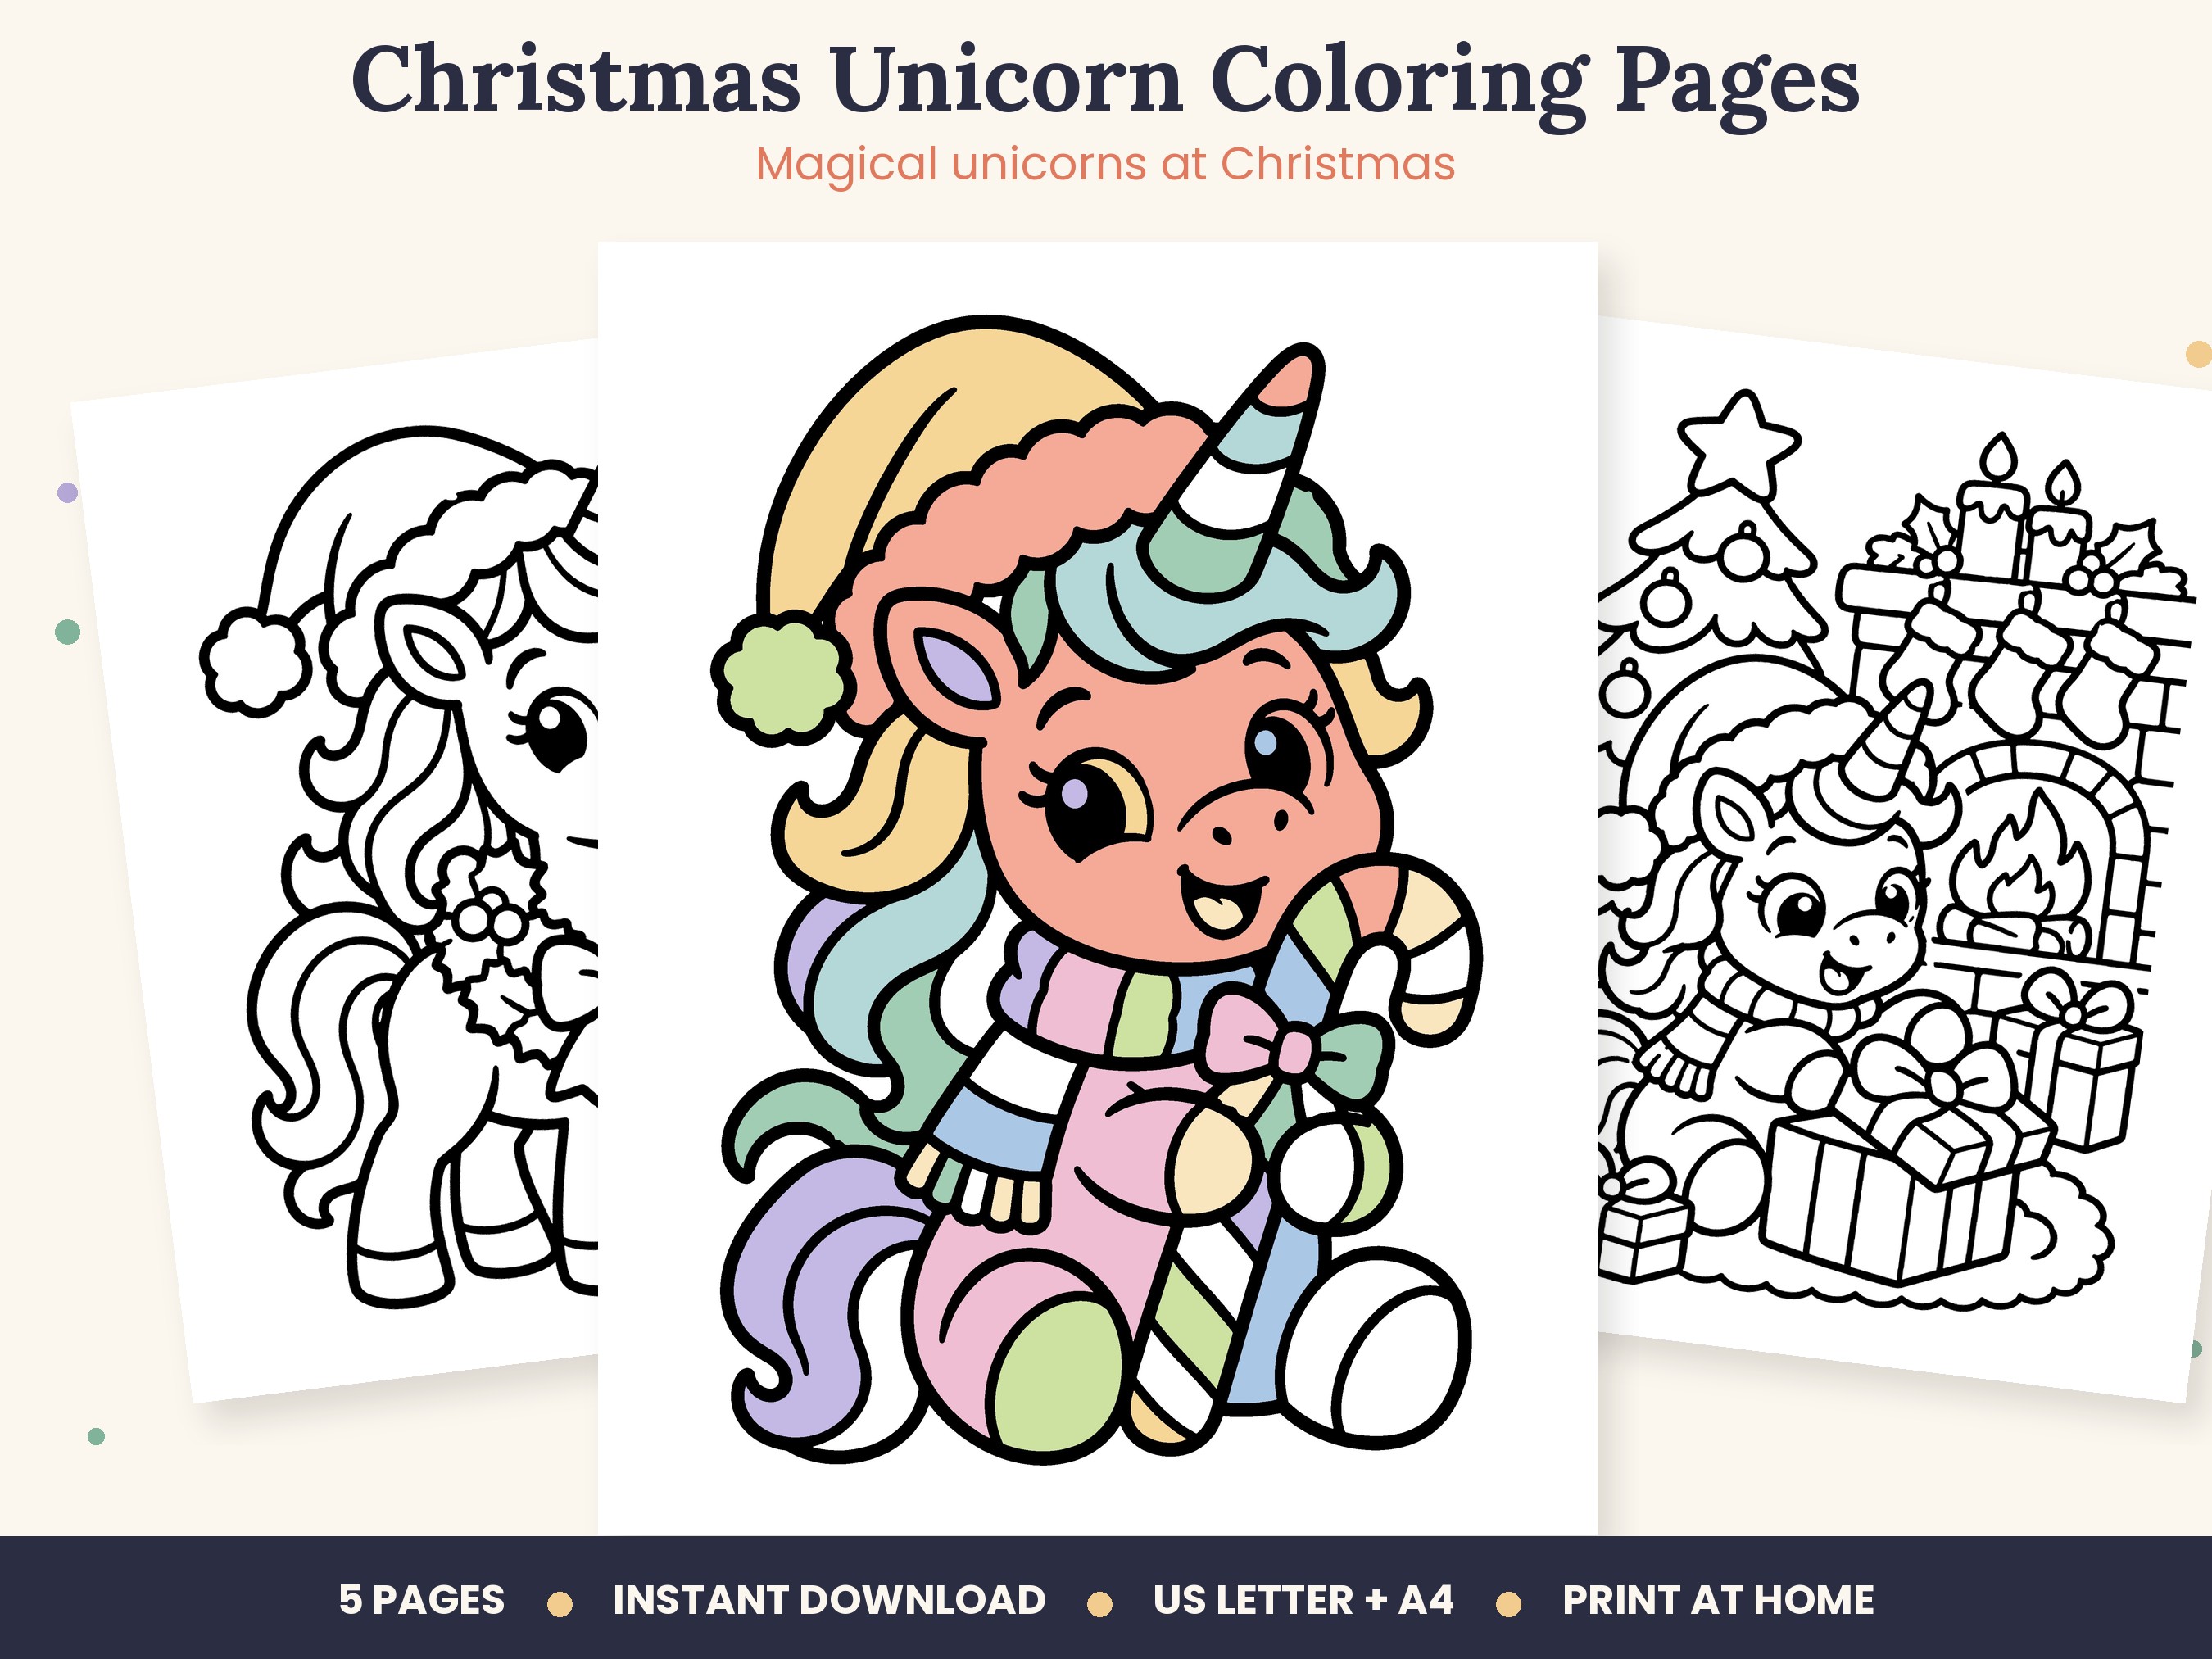 Christmas Unicorn Coloring Pages
Magical unicorns at Christmas
5 PAGES ● INSTANT DOWNLOAD ● US LETTER + A4 ● PRINT AT HOME